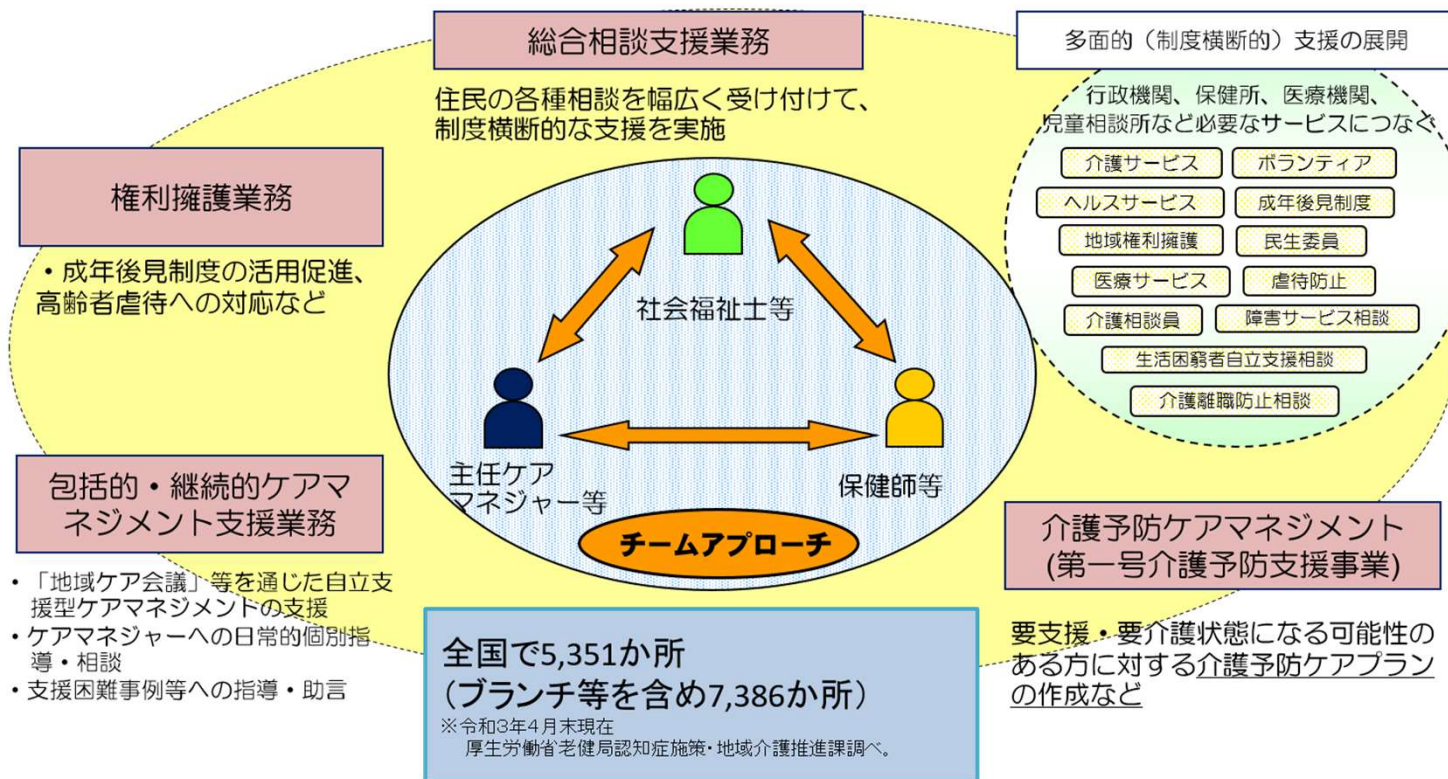 総合相談支援業務
住民の各種相談を幅広く受け付けて、
制度横断的な支援を実施
多面的（制度横断的）支援の展開
行政機関、保健所、医療機関、
児童相談所など必要なサービスにつなぐ
介護サービス
ボランティア
ヘルスサービス
成年後見制度
地域権利擁護
民生委員
医療サービス
虐待防止
介護相談員
障害サービス相談
生活困窮者自立支援相談
介護離職防止相談
権利擁護業務
・成年後見制度の活用促進、
高齢者虐待への対応など
社会福祉士等
主任ケア
マネジャー等
保健師等
チームアプローチ
包括的・継続的ケアマ
ネジメント支援業務
・「地域ケア会議」等を通じた自立支
援型ケアマネジメントの支援
・ケアマネジャーへの日常的個別指
導・相談
・支援困難事例等への指導・助言
介護予防ケアマネジメント
(第一号介護予防支援事業)
要支援・要介護状態になる可能性の
ある方に対する介護予防ケアプラン
の作成など
全国で5,351か所
（ブランチ等を含め7,386か所）
※令和3年4月末現在
厚生労働省老健局認知症施策・地域介護推進課調べ。